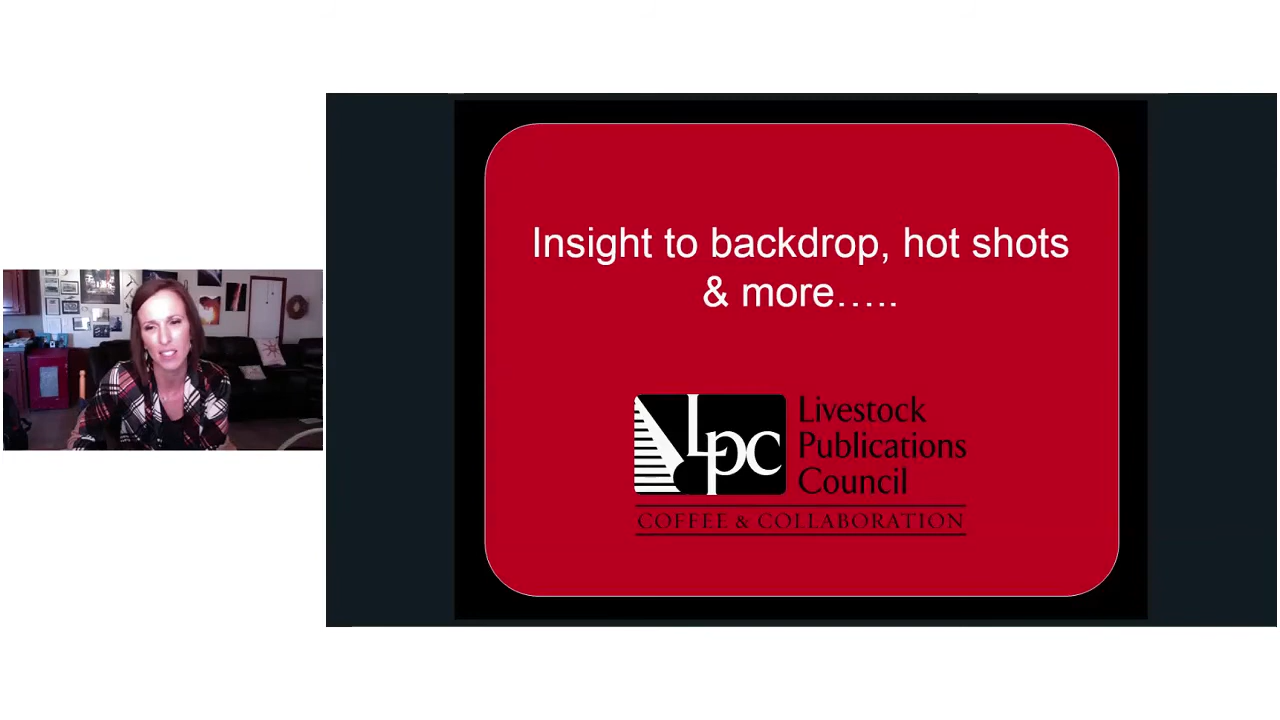 Insight to backdrop, hot shots
& more…..
Lpc
Livestock
Publications
Council
COFFEE & COLLABORATION